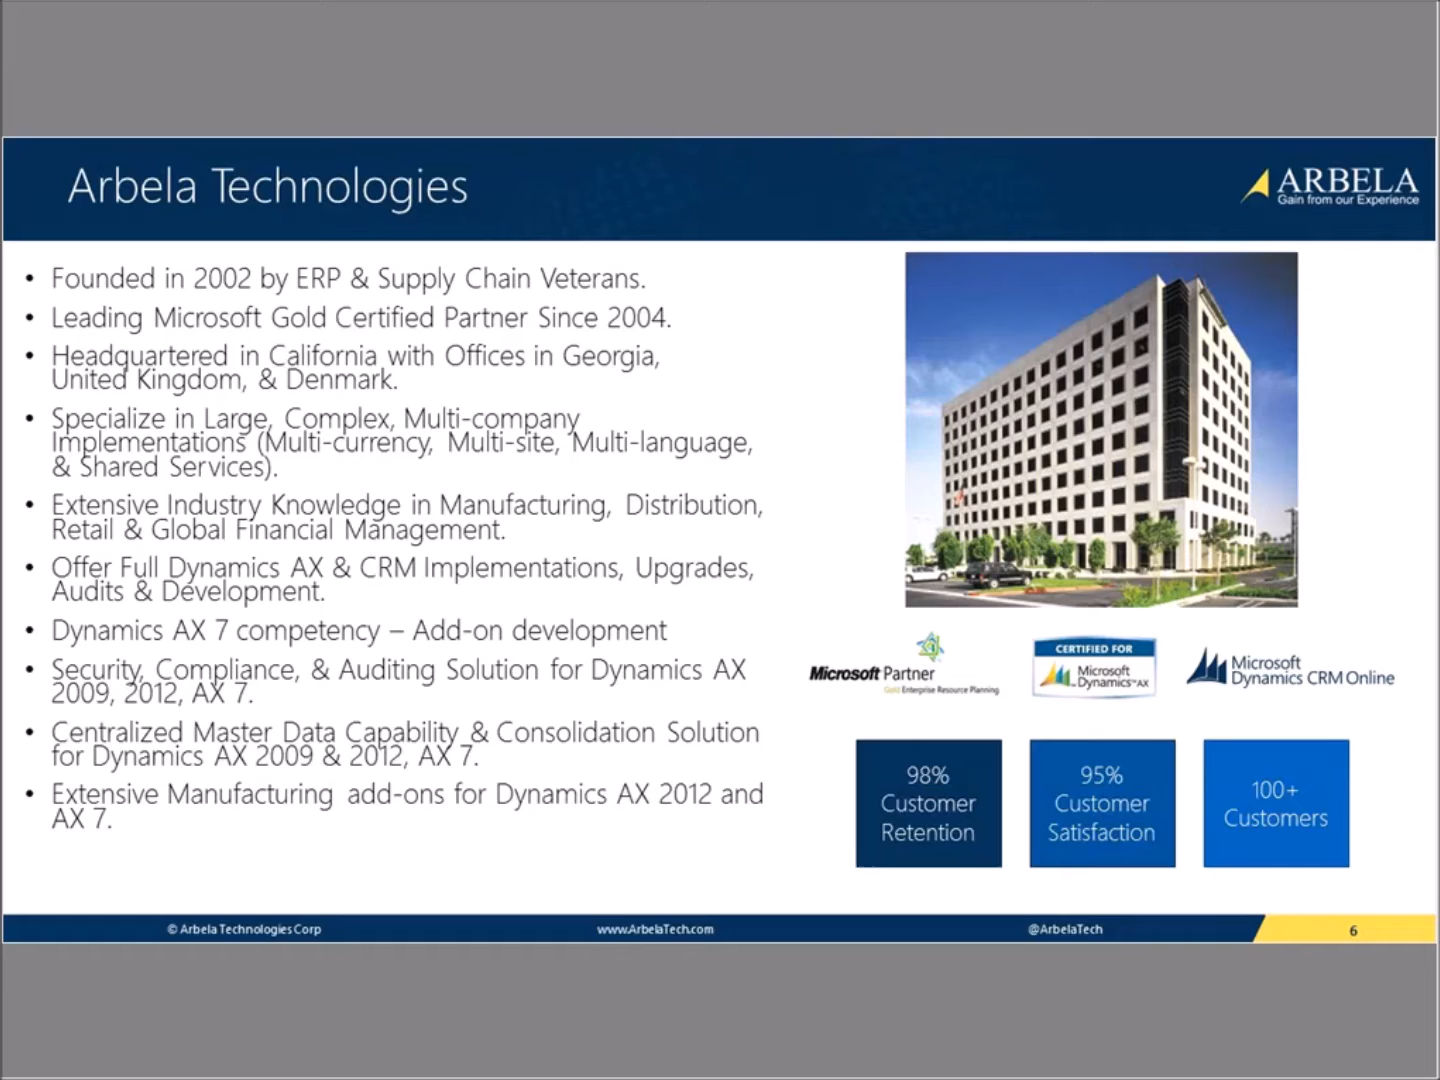 Arbela Technologies
ARBELA
Gain from our Experience
• Founded in 2002 by ERP & Supply Chain Veterans.
• Leading Microsoft Gold Certified Partner Since 2004.
• Headquartered in California with Offices in Georgia,
United Kingdom, & Denmark.
• Specialize in Large, Complex, Multi-company
Implementations (Multi-currency, Multi-site, Multi-language,
& Shared Services).
• Extensive Industry Knowledge in Manufacturing, Distribution,
Retail & Global Financial Management.
• Offer Full Dynamics AX & CRM Implementations, Upgrades,
Audits & Development.
• Dynamics AX 7 competency – Add-on development
• Security, Compliance, & Auditing Solution for Dynamics AX
2009, 2012, AX 7.
• Centralized Master Data Capability & Consolidation Solution
for Dynamics AX 2009 & 2012, AX 7.
• Extensive Manufacturing add-ons for Dynamics AX 2012 and
AX 7.
Microsoft Partner
Gold Enterprise Resource Planning
CERTIFIED FOR
Microsoft
Dynamics™AX
Microsoft
Dynamics CRM Online
98%
Customer
Retention
95%
Customer
Satisfaction
100+
Customers
© Arbela Technologies Corp
www.ArbelaTech.com
@ArbelaTech
6